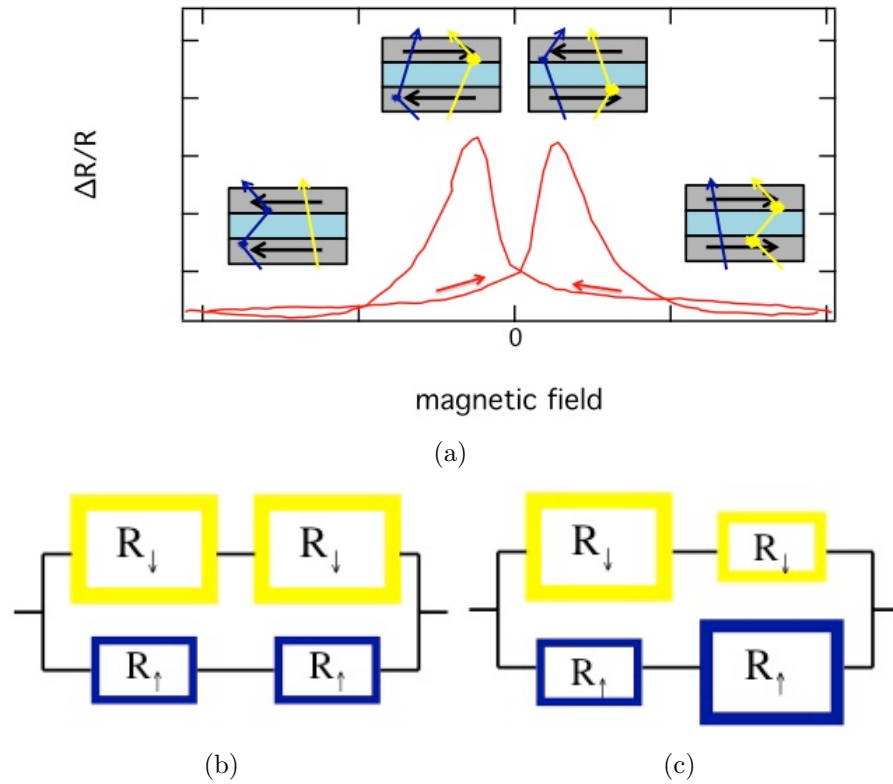 ΔR/R
0
magnetic field
(a)
R↓ R↓ R↓ R↓
R↑ R↑ R↑ R↑
(b) (c)